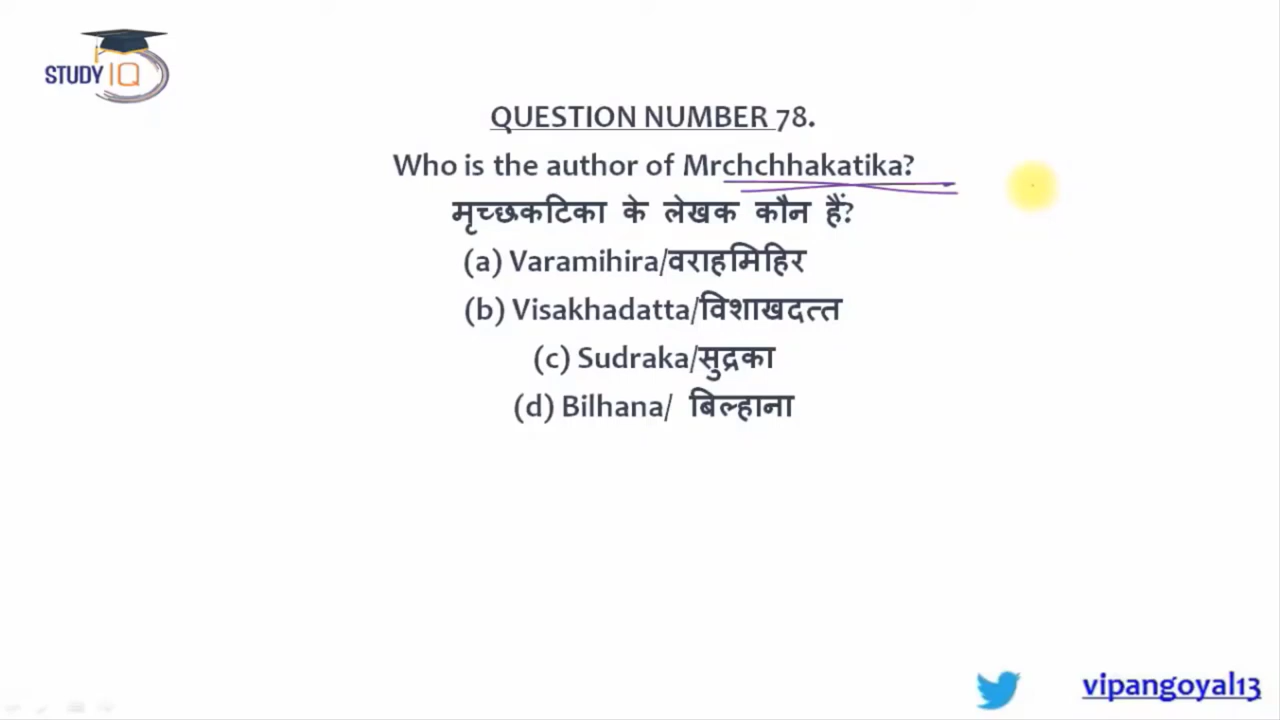 STUDY IQ
QUESTION NUMBER 78.
Who is the author of Mrchchhakatika?
मृच्छकटिका के लेखक कौन हैं?
(a) Varamihira/वराहमिहिर
(b) Visakhadatta/विशाखदत्त
(c) Sudraka/सुद्रका
(d) Bilhana/ बिल्हाना
vipangoyal13